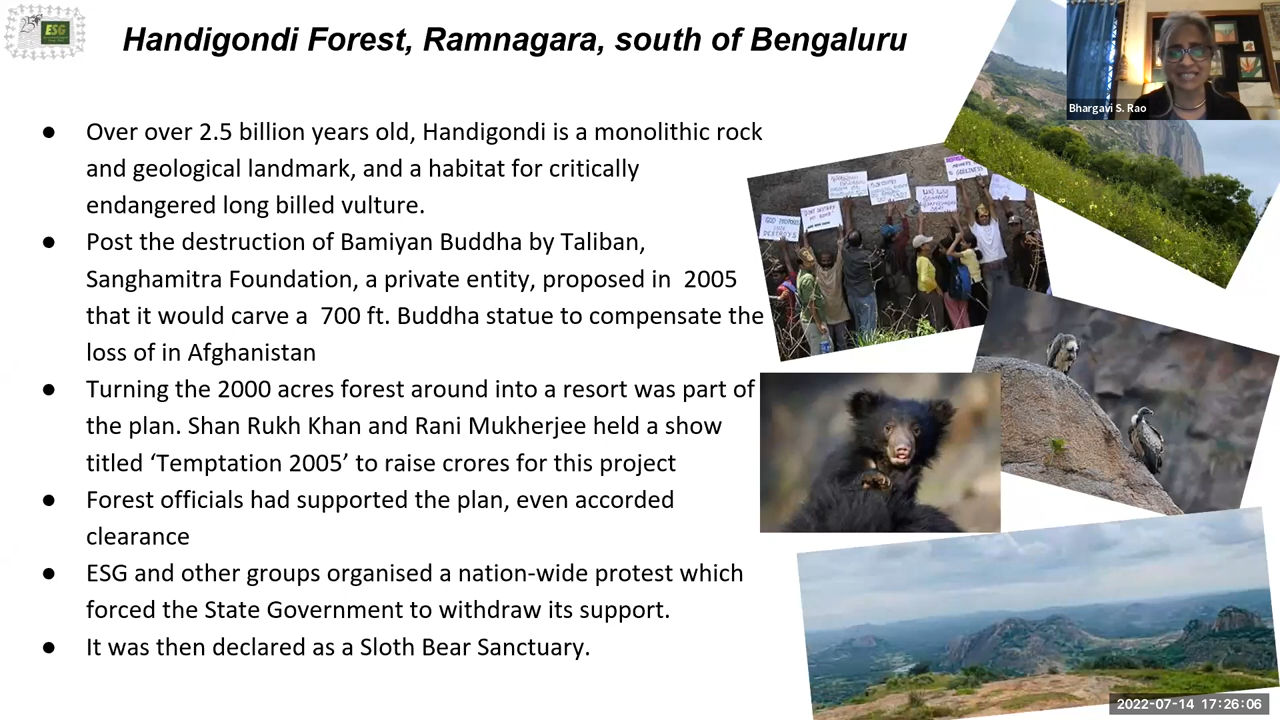 25
ESG
Handigondi Forest, Ramnagara, south of Bengaluru
Bhargavi S. Rao
● Over over 2.5 billion years old, Handigondi is a monolithic rock
and geological landmark, and a habitat for critically
endangered long billed vulture.
● Post the destruction of Bamiyan Buddha by Taliban,
Sanghamitra Foundation, a private entity, proposed in 2005
that it would carve a 700 ft. Buddha statue to compensate the
loss of in Afghanistan
● Turning the 2000 acres forest around into a resort was part of
the plan. Shan Rukh Khan and Rani Mukherjee held a show
titled ‘Temptation 2005’ to raise crores for this project
● Forest officials had supported the plan, even accorded
clearance
● ESG and other groups organised a nation-wide protest which
forced the State Government to withdraw its support.
● It was then declared as a Sloth Bear Sanctuary.
GOD PROPOSES
MAN
DESTROYS
2022-07-14 17:26:06